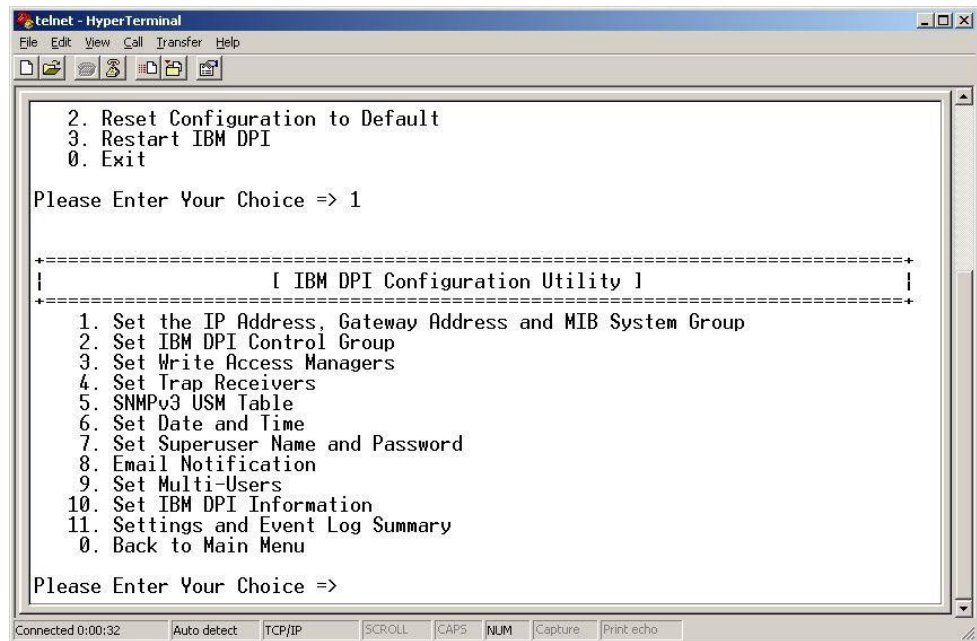 telnet - HyperTerminal
File Edit View Call Transfer Help
2. Reset Configuration to Default
3. Restart IBM DPI
0. Exit
Please Enter Your Choice => 1
+==============================================================================+
¦ [ IBM DPI Configuration Utility ] ¦
+==============================================================================+
1. Set the IP Address, Gateway Address and MIB System Group
2. Set IBM DPI Control Group
3. Set Write Access Managers
4. Set Trap Receivers
5. SNMPv3 USM Table
6. Set Date and Time
7. Set Superuser Name and Password
8. Email Notification
9. Set Multi-Users
10. Set IBM DPI Information
11. Settings and Event Log Summary
0. Back to Main Menu
Please Enter Your Choice =>
Connected 0:00:32 Auto detect TCP/IP SCROLL CAPS NUM Capture Print echo